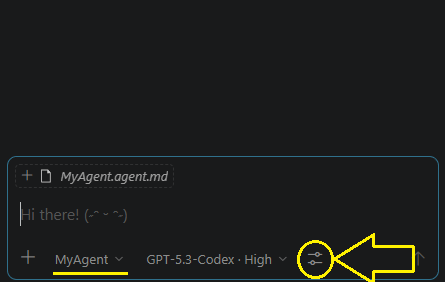 MyAgent.agent.md
Hi there! (˶ᵔ ᵕ ᵔ˶)
MyAgent GPT-5.3-Codex · High